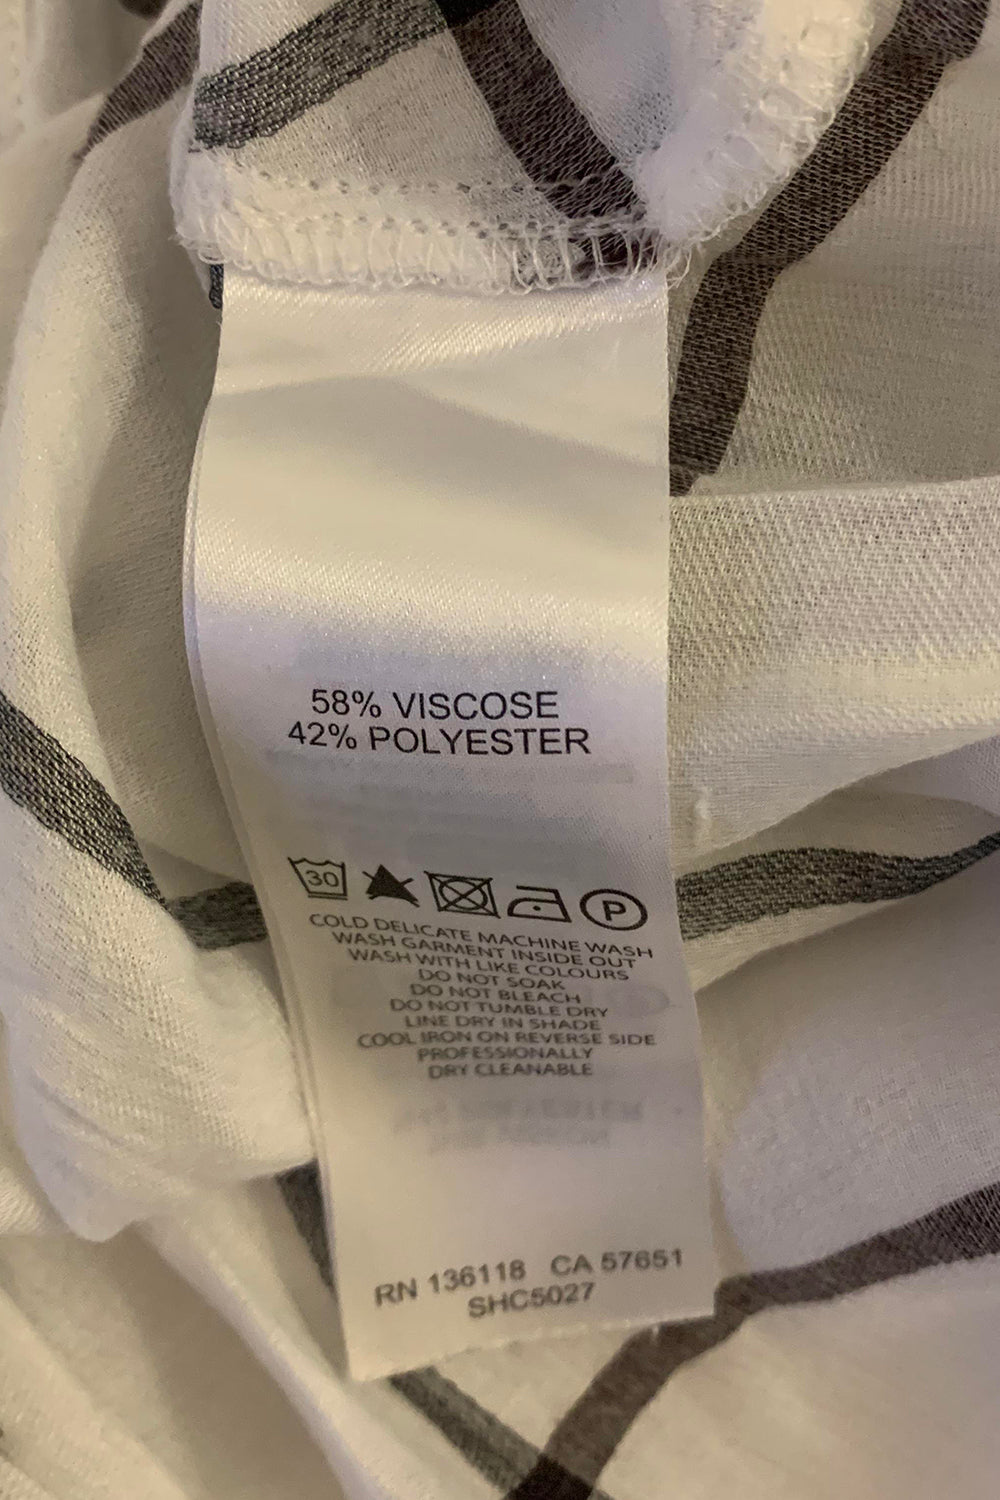 58% VISCOSE
42% POLYESTER
30 P
COLD DELICATE MACHINE WASH
WASH GARMENT INSIDE OUT
WASH WITH LIKE COLOURS
DO NOT SOAK
DO NOT BLEACH
DO NOT TUMBLE DRY
LINE DRY IN SHADE
COOL IRON ON REVERSE SIDE
PROFESSIONALLY
DRY CLEANABLE
RN 136118 CA 57651
SHC5027